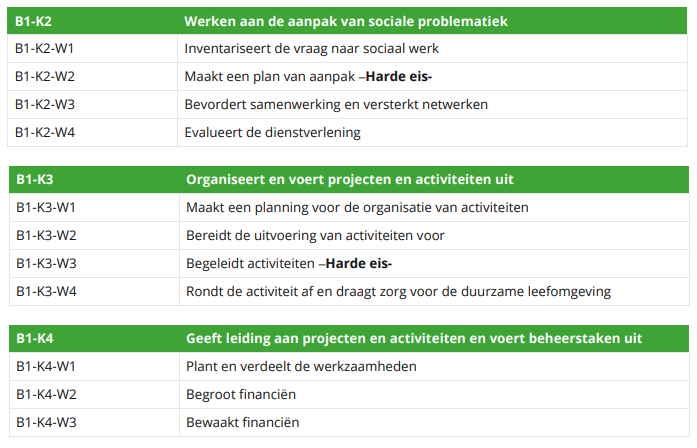 B1-K2 Werken aan de aanpak van sociale problematiek
B1-K2-W1 Inventariseert de vraag naar sociaal werk
B1-K2-W2 Maakt een plan van aanpak –Harde eis-
B1-K2-W3 Bevordert samenwerking en versterkt netwerken
B1-K2-W4 Evalueert de dienstverlening
B1-K3 Organiseert en voert projecten en activiteiten uit
B1-K3-W1 Maakt een planning voor de organisatie van activiteiten
B1-K3-W2 Bereidt de uitvoering van activiteiten voor
B1-K3-W3 Begeleidt activiteiten –Harde eis-
B1-K3-W4 Rondt de activiteit af en draagt zorg voor de duurzame leefomgeving
B1-K4 Geeft leiding aan projecten en activiteiten en voert beheerstaken uit
B1-K4-W1 Plant en verdeelt de werkzaamheden
B1-K4-W2 Begroot financiën
B1-K4-W3 Bewaakt financiën